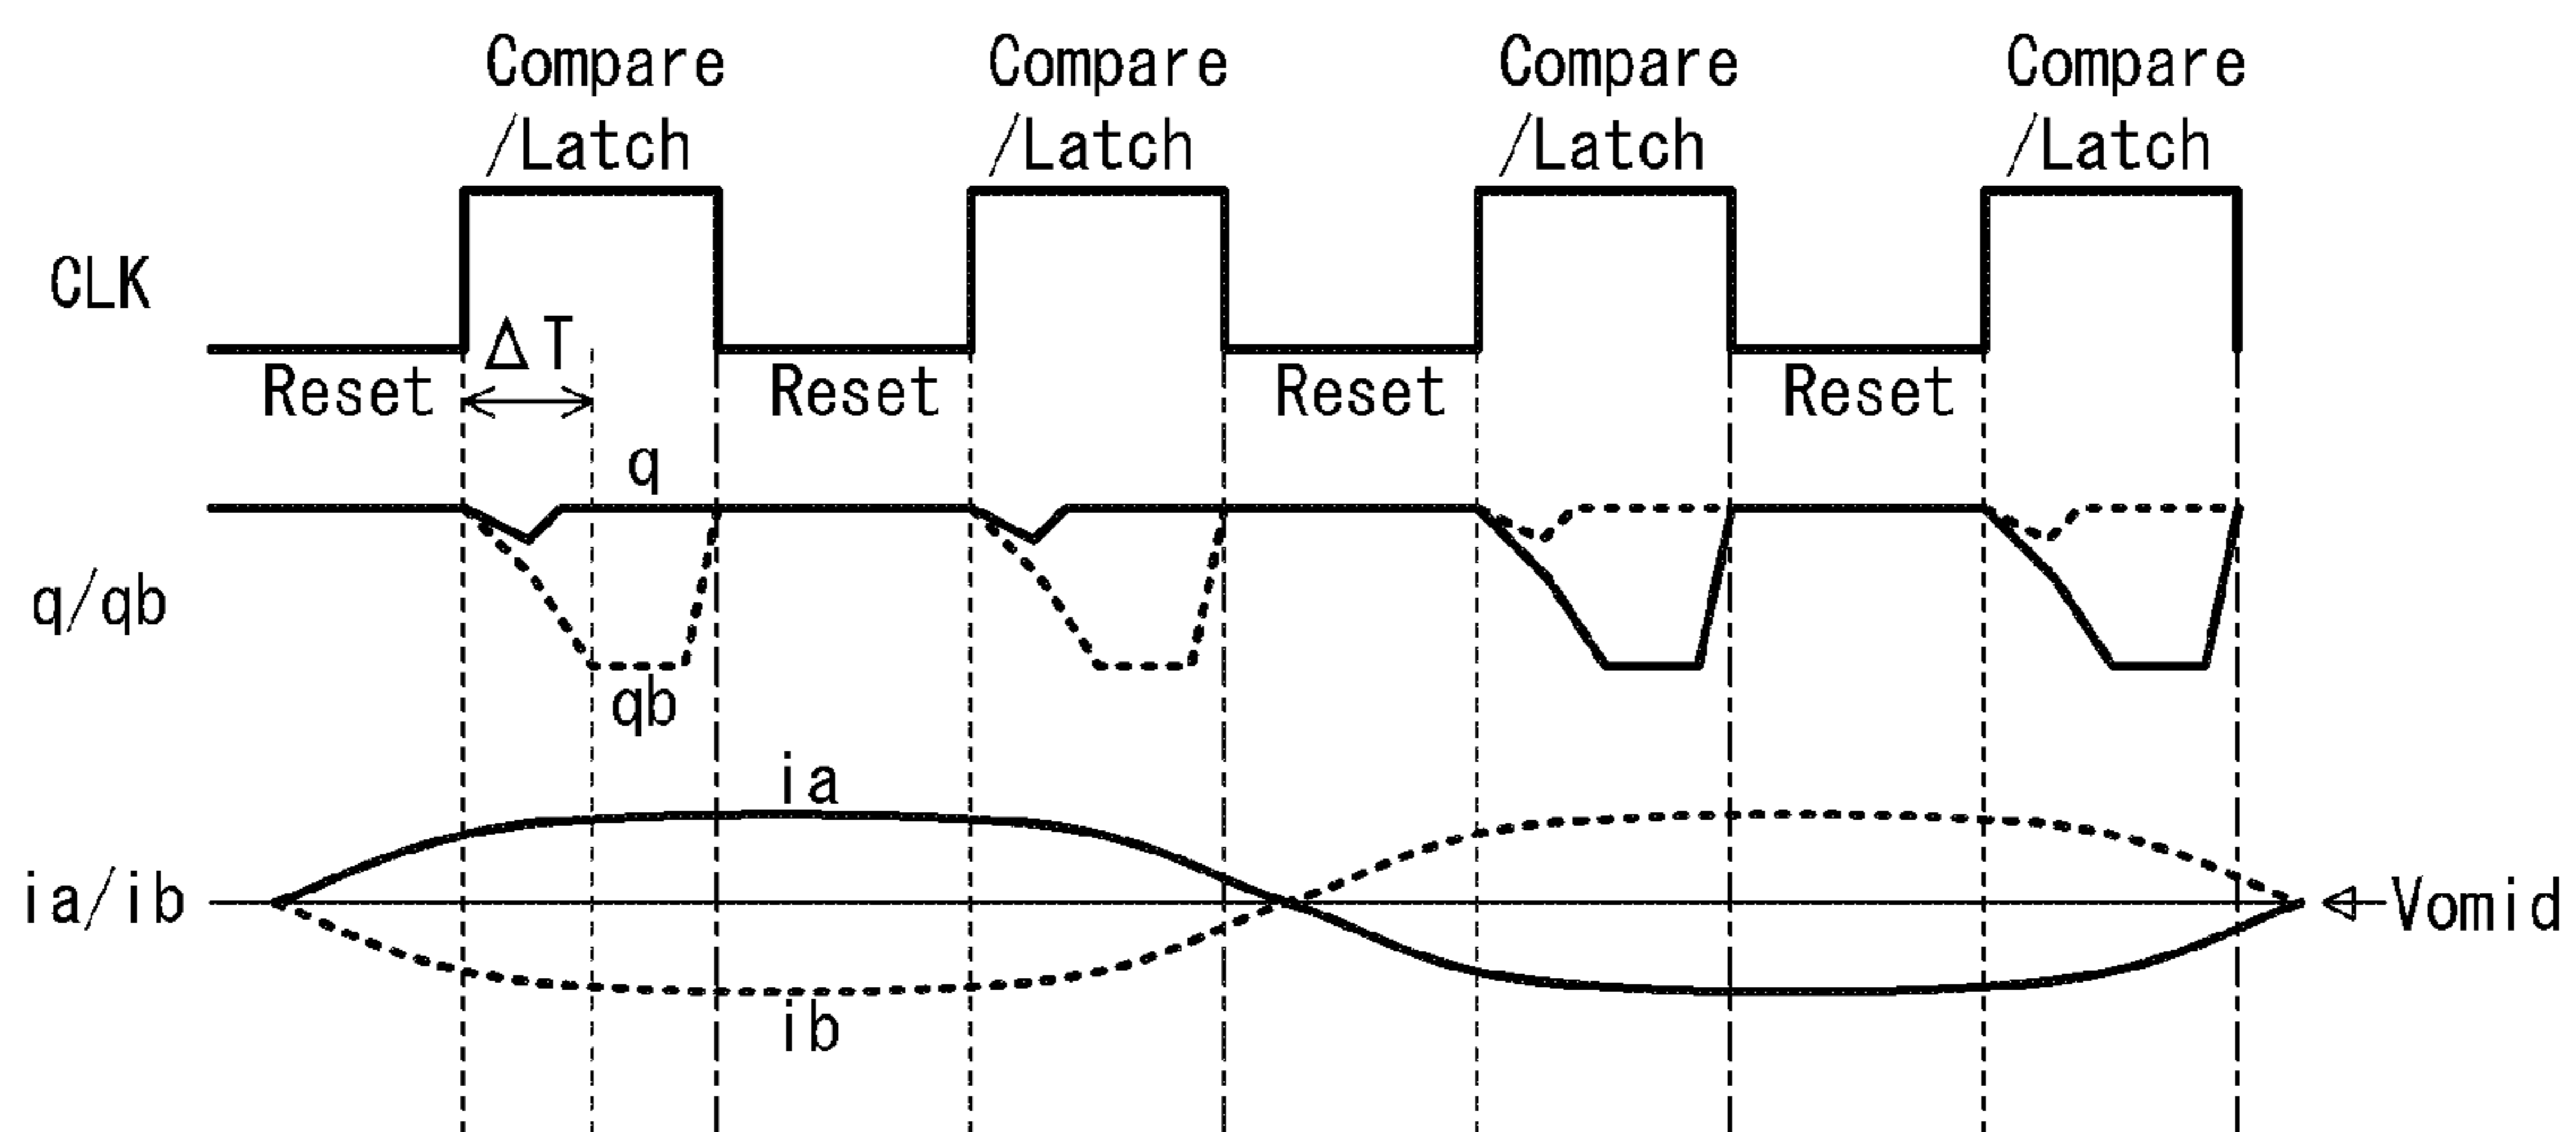 Compare
/Latch
Compare
/Latch
Compare
/Latch
Compare
/Latch
CLK
ΔT
Reset
Reset
Reset
Reset
q
q/qb
qb
ia
ia/ib
Vomid
ib